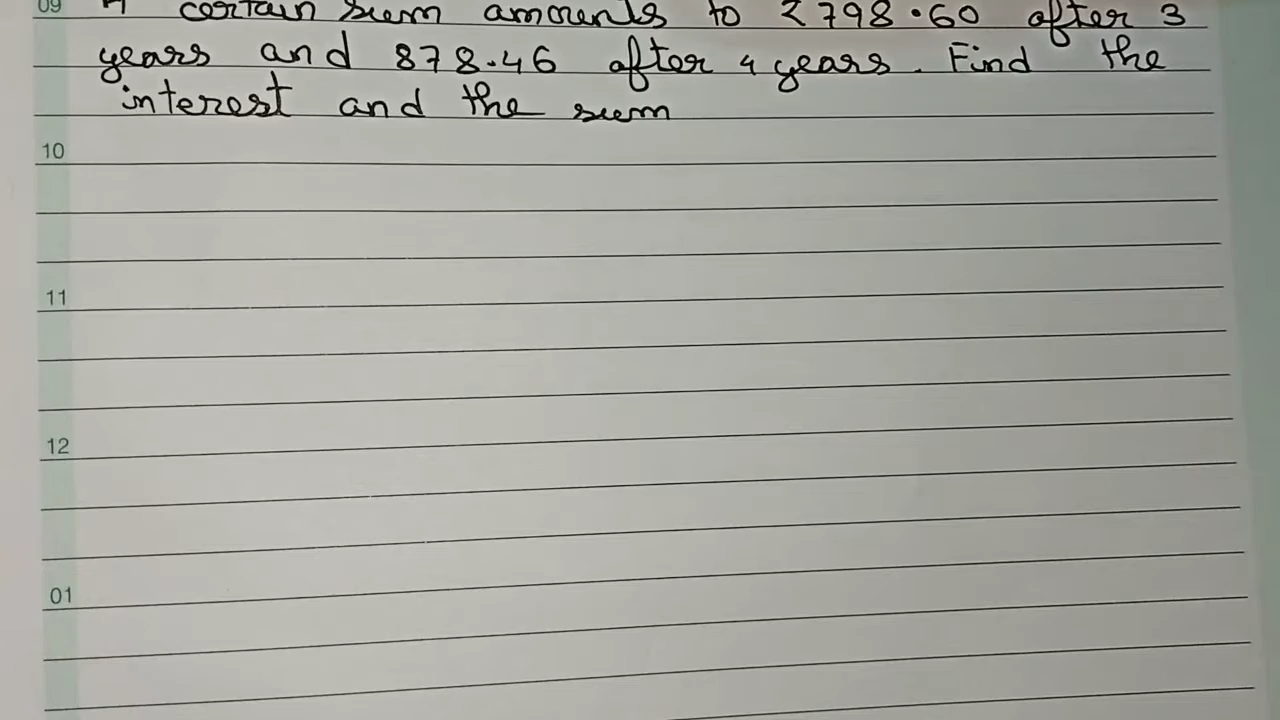 09 A certain sum amounts to ₹798.60 after 3
years and 878.46 after 4 years. Find the
interest and the sum
10
11
12
01